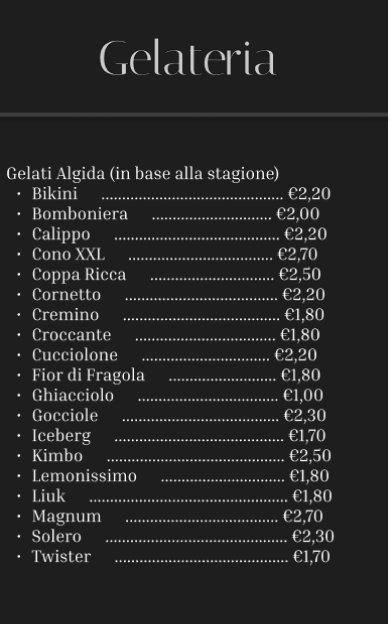 Gelateria
Gelati Algida (in base alla stagione)
• Bikini ............................................ €2,20
• Bomboniera ............................. €2,00
• Calippo ........................................ €2,20
• Cono XXL ................................... €2,70
• Coppa Ricca .............................. €2,50
• Cornetto ..................................... €2,20
• Cremino ...................................... €1,80
• Croccante .................................. €1,80
• Cucciolone ............................... €2,20
• Fior di Fragola .......................... €1,80
• Ghiacciolo .................................. €1,00
• Gocciole ...................................... €2,30
• Iceberg ......................................... €1,70
• Kimbo ........................................... €2,50
• Lemonissimo .............................. €1,80
• Liuk ................................................ €1,80
• Magnum ..................................... €2,70
• Solero ............................................ €2,30
• Twister .......................................... €1,70